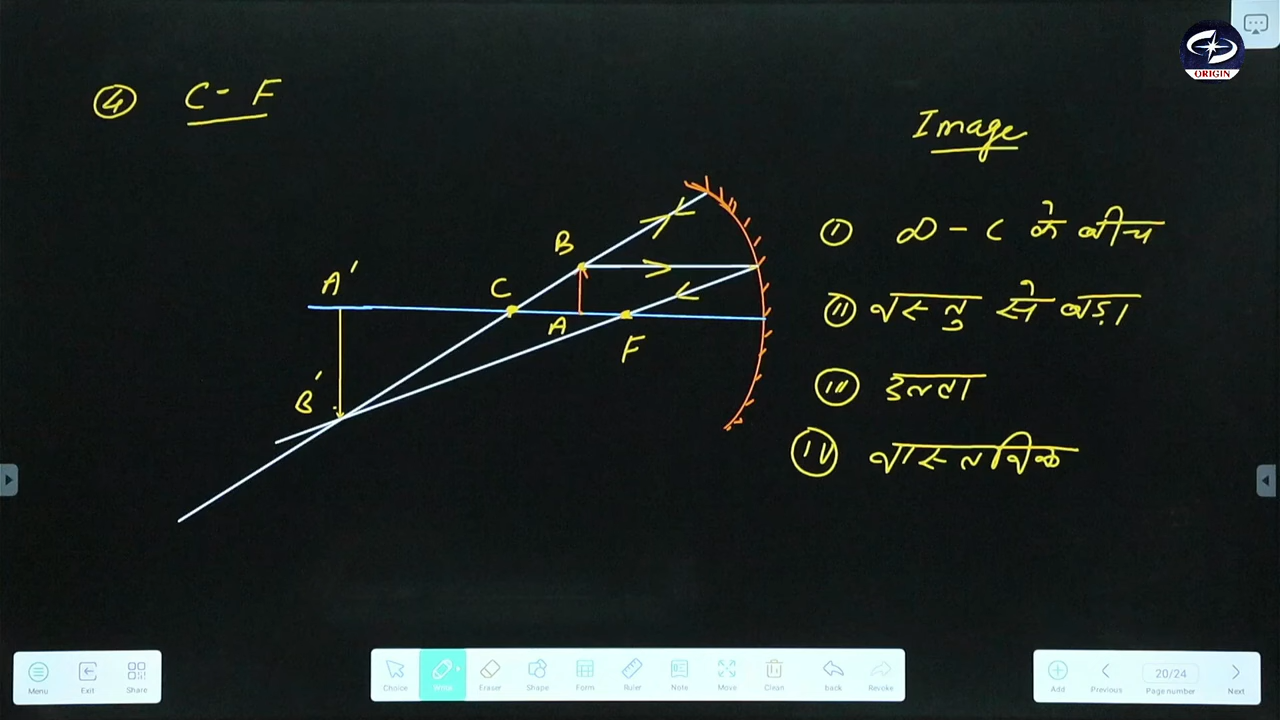 ④ C - F
Image
ⓘ ∞ - C के बीच
ⓘⓘ वस्तु से बड़ा
ⓘⓘⓘ उल्टा
ⓘⓥ वास्तविक
A'
B
C
A
F
B'
ORIGIN
Menu Exit Share
Choice Write Eraser Shape Form Ruler Note Move Clean back Revoke
Add Previous 20/24 Page number Next